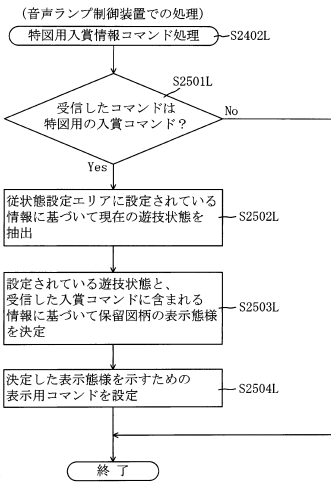 （音声ランプ制御装置での処理）
特図用入賞情報コマンド処理
S2402L
S2501L
受信したコマンドは
特図用の入賞コマンド？
No
Yes
従状態設定エリアに設定されている
情報に基づいて現在の遊技状態を
抽出
S2502L
設定されている遊技状態と、
受信した入賞コマンドに含まれる
情報に基づいて保留図柄の表示態様
を決定
S2503L
決定した表示態様を示すための
表示用コマンドを設定
S2504L
終了